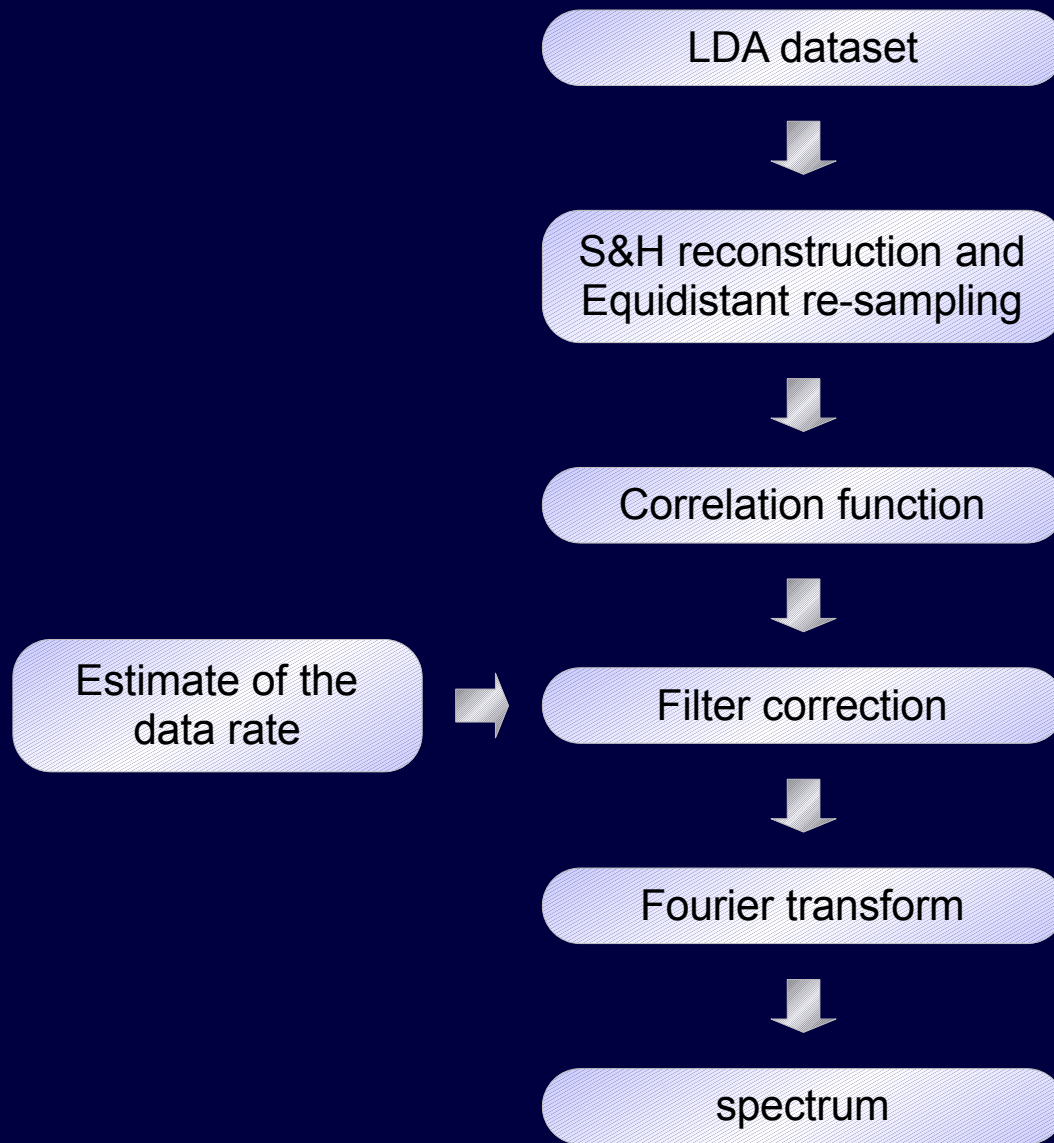 LDA dataset
S&H reconstruction and
Equidistant re-sampling
Correlation function
Estimate of the
data rate
Filter correction
Fourier transform
spectrum